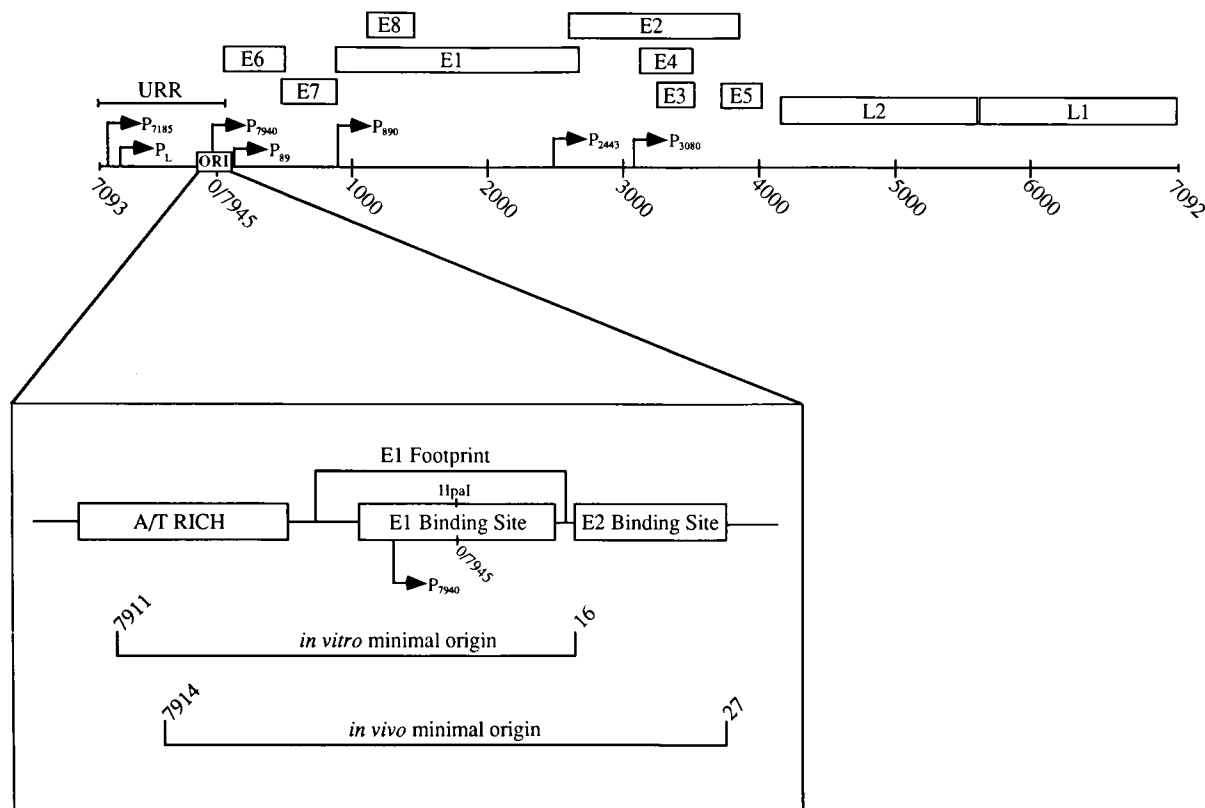 E8
E2
E6
E1
E4
E7
E3
E5
URR
L2
L1
P7185
P7940
P890
PL
P89
P2443
P3080
ORI
7093
0/7945
1000
2000
3000
4000
5000
6000
7092
E1 Footprint
HpaI
A/T RICH
E1 Binding Site
E2 Binding Site
0/7945
P7940
7911
16
in vitro minimal origin
7914
27
in vivo minimal origin